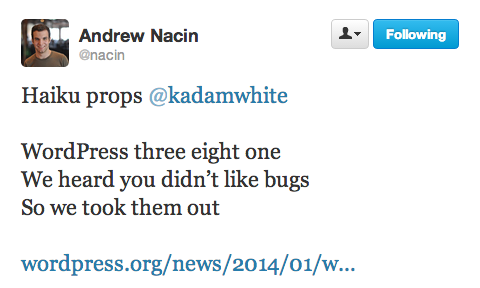 Andrew Nacin
@nacin
Following
Haiku props @kadamwhite
WordPress three eight one
We heard you didn’t like bugs
So we took them out
wordpress.org/news/2014/01/w...